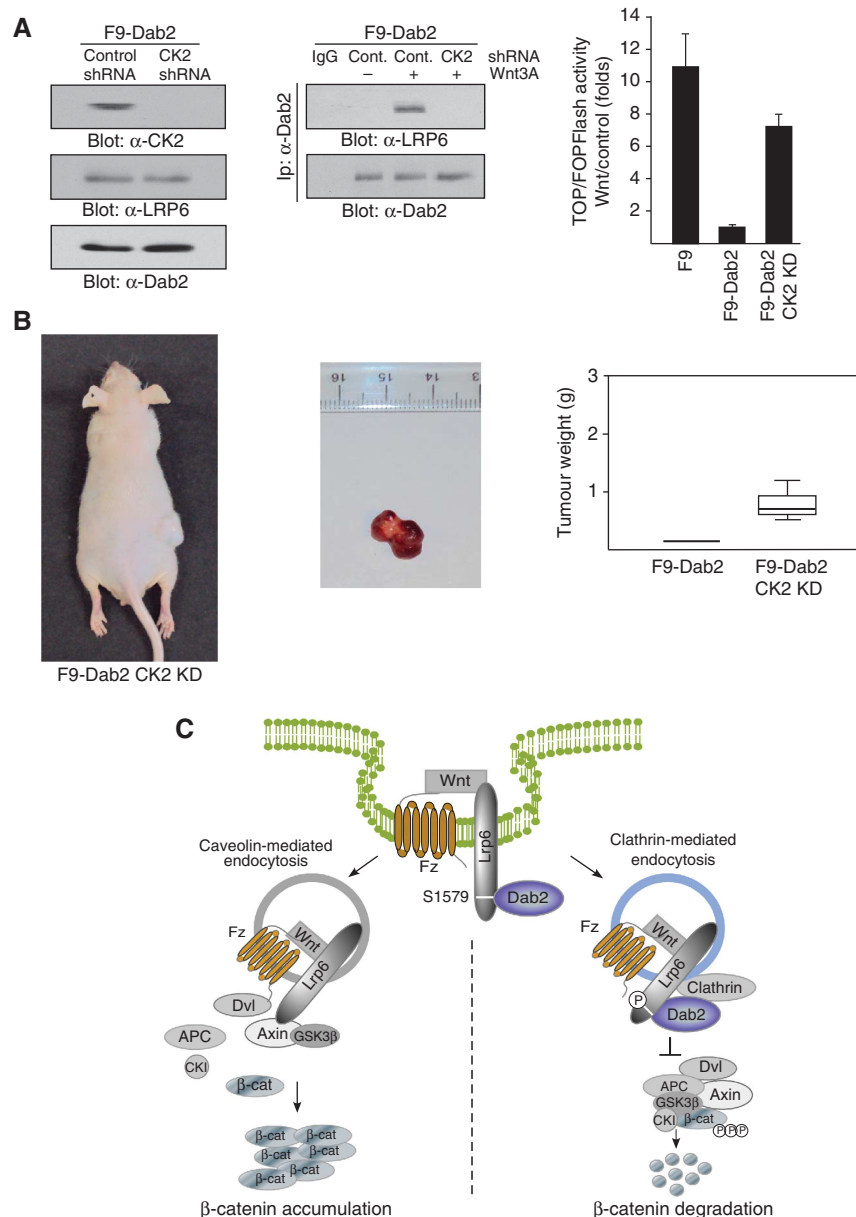 A
F9-Dab2
Control shRNA
CK2 shRNA
Blot: α-CK2
Blot: α-LRP6
Blot: α-Dab2
F9-Dab2
IgG Cont. Cont. CK2 shRNA
– + + Wnt3A
Ip: α-Dab2
Blot: α-LRP6
Blot: α-Dab2
TOP/FOPFlash activity
Wnt/control (folds)
14
12
10
8
6
4
2
F9
F9-Dab2
F9-Dab2
CK2 KD
B
F9-Dab2 CK2 KD
16 15 14 3
Tumour weight (g)
3
2
1
F9-Dab2
F9-Dab2
CK2 KD
C
Wnt
Lrp6
Fz
S1579
Dab2
Caveolin-mediated
endocytosis
Fz
Wnt
Lrp6
Dvl
Axin
GSK3β
APC
CKI
β-cat
β-cat
β-cat
β-cat
β-cat
β-cat
β-cat
β-catenin accumulation
Clathrin-mediated
endocytosis
Fz
Wnt
Lrp6
P
Clathrin
Dab2
Dvl
APC
Axin
GSK3β
CKI
β-cat
P P P
β-catenin degradation